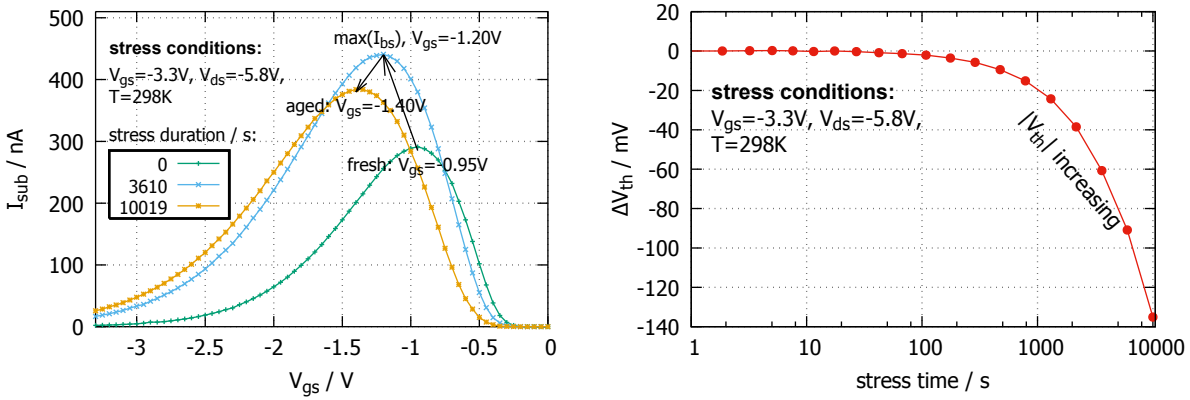 500
450
400
300
200
100
0
I_sub / nA
stress conditions:
V_gs=-3.3V, V_ds=-5.8V,
T=298K
stress duration / s:
0
3610
10019
max(I_bs), V_gs=-1.20V
aged: V_gs=-1.40V
fresh: V_gs=-0.95V
-3
-2.5
-2
-1.5
-1
-0.5
0
V_gs / V
20
0
-20
-40
-60
-80
-100
-120
-140
ΔV_th / mV
stress conditions:
V_gs=-3.3V, V_ds=-5.8V,
T=298K
|V_th| increasing
1
10
100
1000
10000
stress time / s